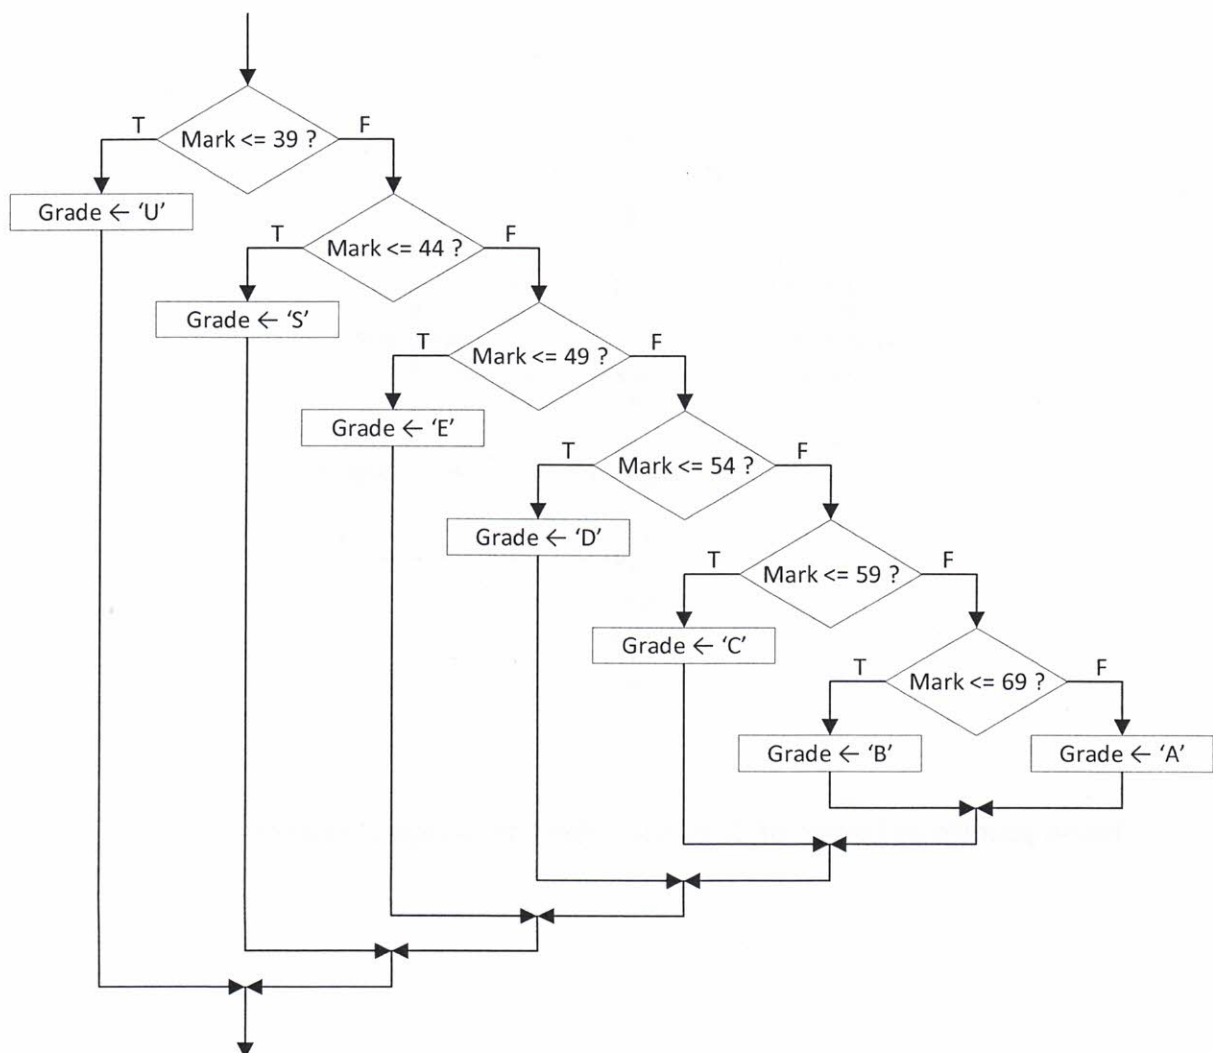 T
Mark <= 39 ?
F
Grade ← ‘U’
T
Mark <= 44 ?
F
Grade ← ‘S’
T
Mark <= 49 ?
F
Grade ← ‘E’
T
Mark <= 54 ?
F
Grade ← ‘D’
T
Mark <= 59 ?
F
Grade ← ‘C’
T
Mark <= 69 ?
F
Grade ← ‘B’
Grade ← ‘A’